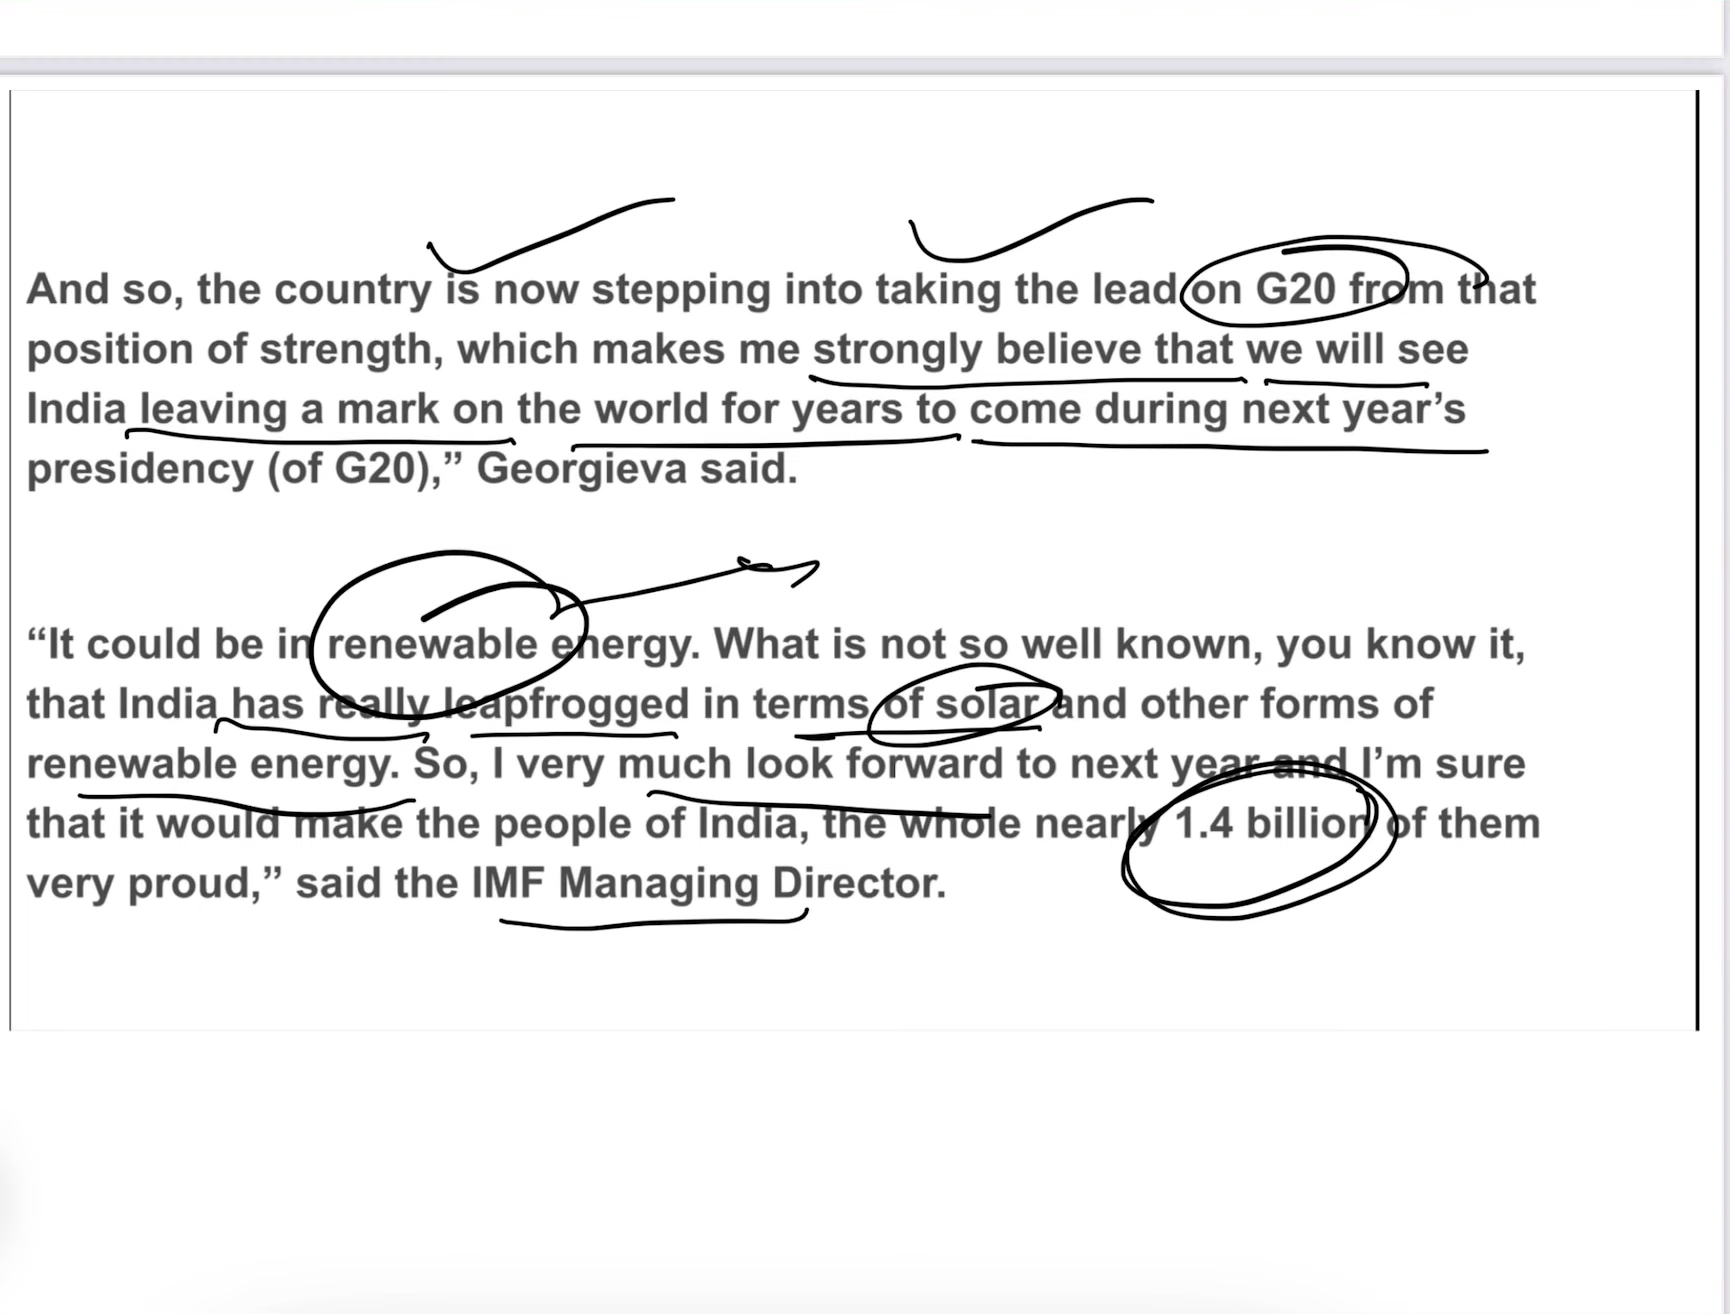 And so, the country is now stepping into taking the lead on G20 from that
position of strength, which makes me strongly believe that we will see
India leaving a mark on the world for years to come during next year’s
presidency (of G20),” Georgieva said.
“It could be in renewable energy. What is not so well known, you know it,
that India has really leapfrogged in terms of solar and other forms of
renewable energy. So, I very much look forward to next year and I’m sure
that it would make the people of India, the whole nearly 1.4 billion of them
very proud,” said the IMF Managing Director.